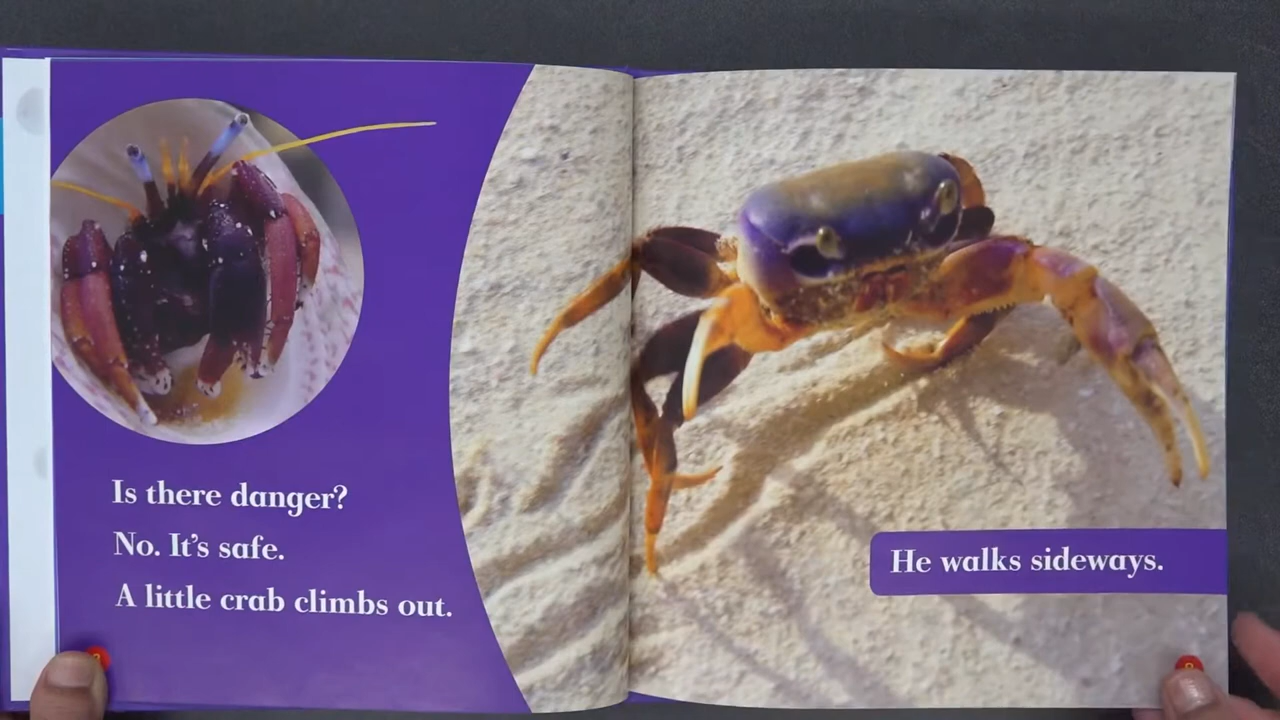 Is there danger?
No. It's safe.
A little crab climbs out.
He walks sideways.